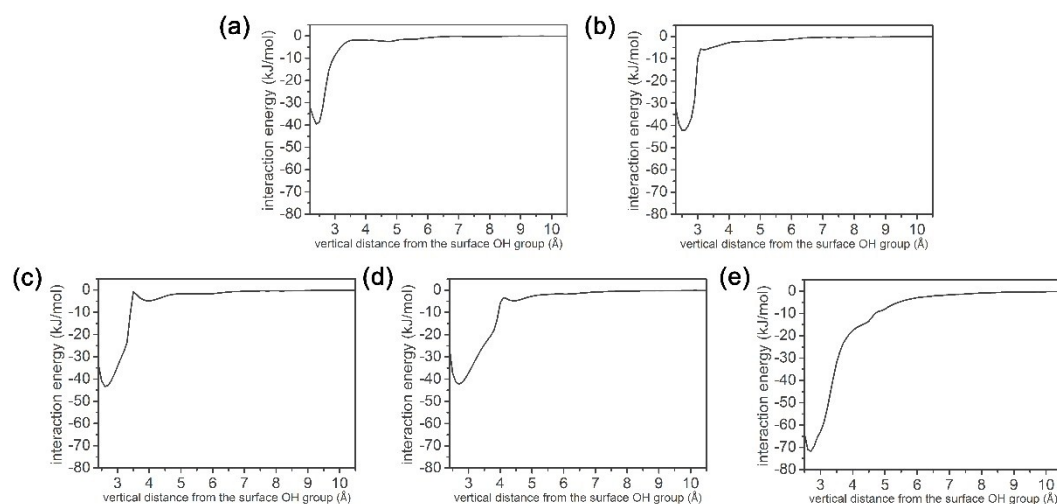 (a)
interaction energy (kJ/mol)
0
-10
-20
-30
-40
-50
-60
-70
-80
3 4 5 6 7 8 9 10
vertical distance from the surface OH group (Å)
(b)
interaction energy (kJ/mol)
0
-10
-20
-30
-40
-50
-60
-70
-80
3 4 5 6 7 8 9 10
vertical distance from the surface OH group (Å)
(c)
interaction energy (kJ/mol)
0
-10
-20
-30
-40
-50
-60
-70
-80
3 4 5 6 7 8 9 10
vertical distance from the surface OH group (Å)
(d)
interaction energy (kJ/mol)
0
-10
-20
-30
-40
-50
-60
-70
-80
3 4 5 6 7 8 9 10
vertical distance from the surface OH group (Å)
(e)
interaction energy (kJ/mol)
0
-10
-20
-30
-40
-50
-60
-70
-80
3 4 5 6 7 8 9 10
vertical distance from the surface OH group (Å)